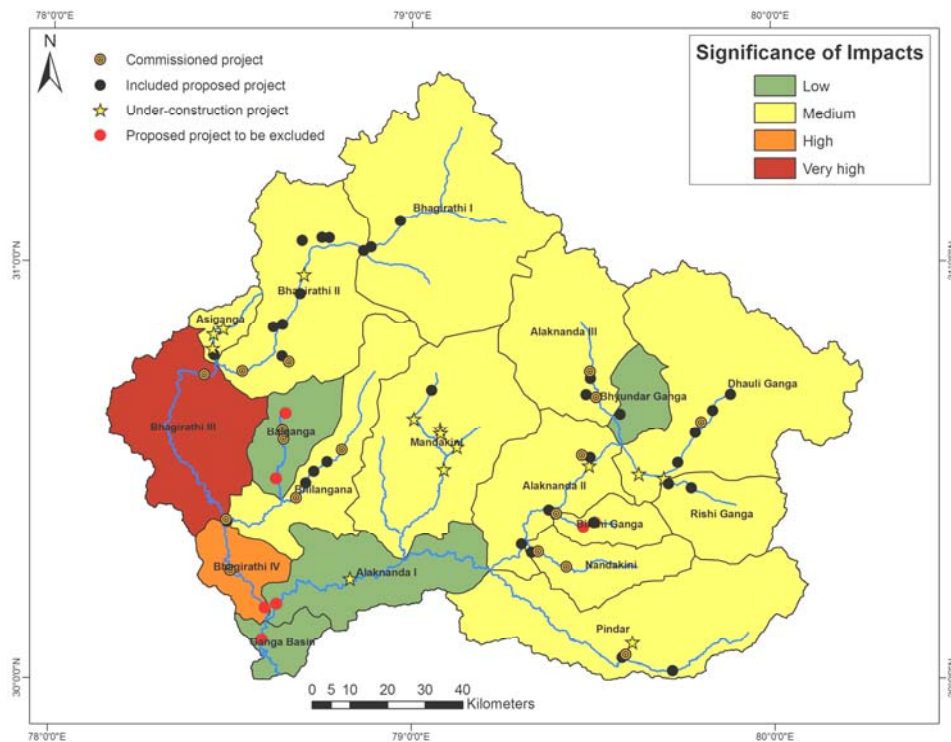 78°0'0"E 79°0'0"E 80°0'0"E
N
Commissioned project
Included proposed project
Under-construction project
Proposed project to be excluded
Significance of Impacts
Low
Medium
High
Very high
Bhagirathi I
31°0'0"N
Bhagirathi II
Asiganga
Alaknanda III
Dhauli Ganga
Bhyundar Ganga
Bhagirathi III
Balganga
Mandakini
Bhilangana
Alaknanda II
Rishi Ganga
Birahi Ganga
Bhagirathi IV
Alaknanda I
Nandakini
Ganga Basin
Pindar
30°0'0"N
0 5 10 20 30 40
Kilometers
78°0'0"E 79°0'0"E 80°0'0"E